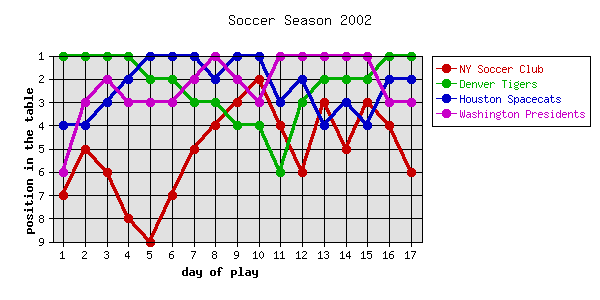 Soccer Season 2002
1
2
3
4
5
6
7
8
9
position in the table
1 2 3 4 5 6 7 8 9 10 11 12 13 14 15 16 17
day of play
NY Soccer Club
Denver Tigers
Houston Spacecats
Washington Presidents